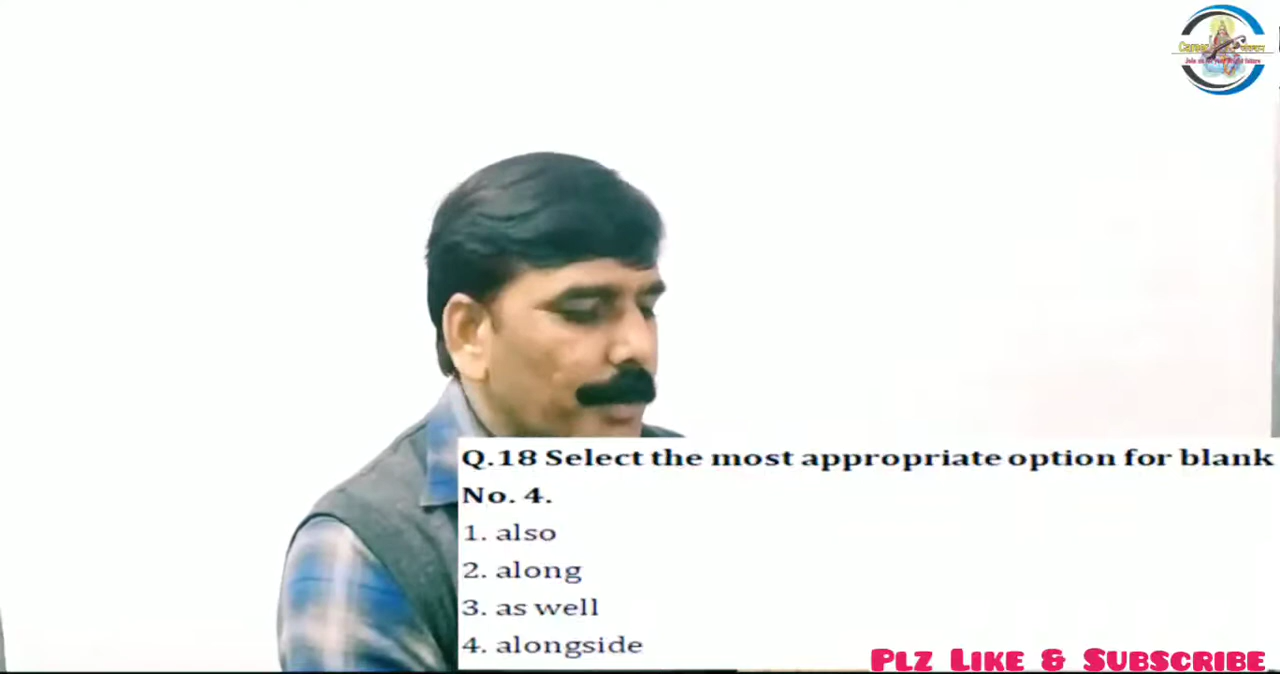 Q.18 Select the most appropriate option for blank
No. 4.
1. also
2. along
3. as well
4. alongside
Plz Like & Subscribe